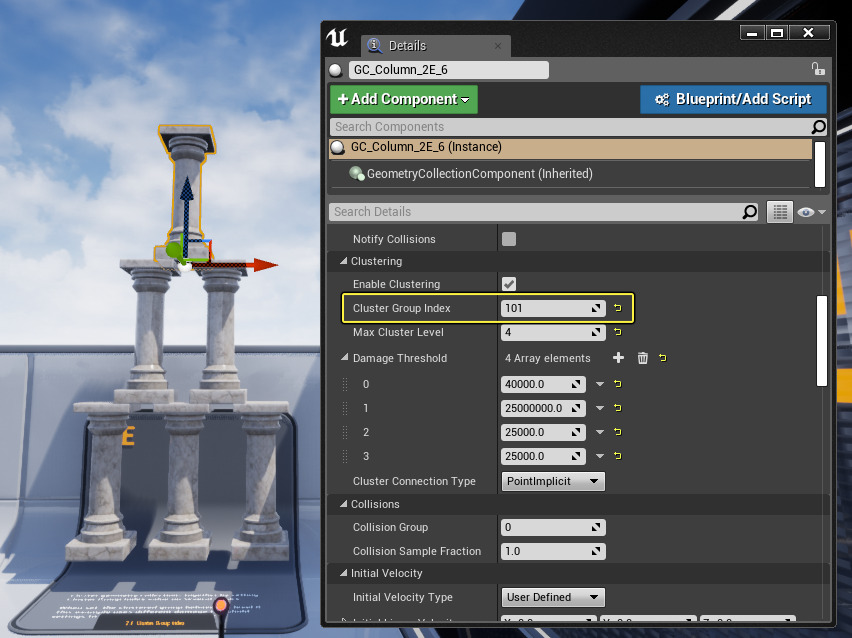 Details
GC_Column_2E_6
+Add Component
Blueprint/Add Script
Search Components
GC_Column_2E_6 (Instance)
GeometryCollectionComponent (Inherited)
Search Details
Notify Collisions
Clustering
Enable Clustering
Cluster Group Index 101
Max Cluster Level 4
Damage Threshold 4 Array elements
0 40000.0
1 25000000.0
2 25000.0
3 25000.0
Cluster Connection Type PointImplicit
Collisions
Collision Group 0
Collision Sample Fraction 1.0
Initial Velocity
Initial Velocity Type User Defined
E
Cluster Group Index